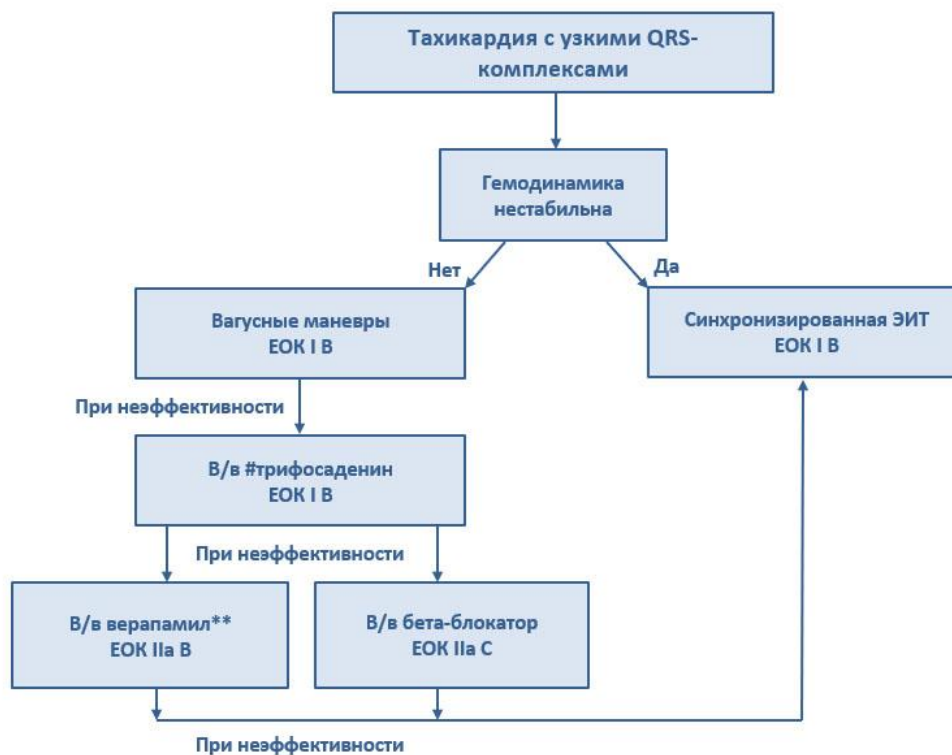 Тахикардия с узкими QRS-
комплексами
Гемодинамика
нестабильна
Нет
Да
Вагусные маневры
ЕОК I B
Синхронизированная ЭИТ
ЕОК I B
При неэффективности
В/в #трифосаденин
ЕОК I B
При неэффективности
В/в верапамил**
ЕОК IIa B
В/в бета-блокатор
ЕОК IIa C
При неэффективности